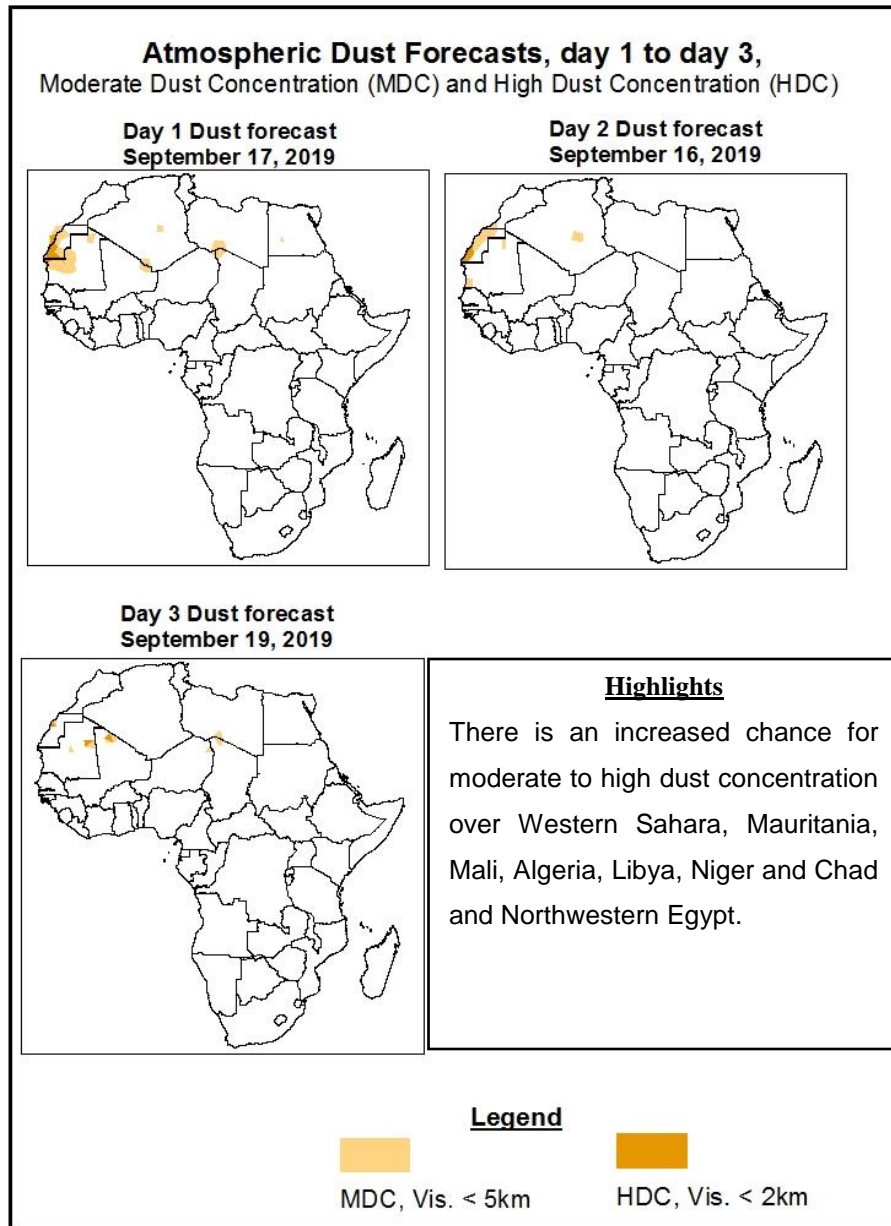 Atmospheric Dust Forecasts, day 1 to day 3,
Moderate Dust Concentration (MDC) and High Dust Concentration (HDC)
Day 1 Dust forecast
September 17, 2019
Day 2 Dust forecast
September 16, 2019
Day 3 Dust forecast
September 19, 2019
Highlights
There is an increased chance for
moderate to high dust concentration
over Western Sahara, Mauritania,
Mali, Algeria, Libya, Niger and Chad
and Northwestern Egypt.
Legend
MDC, Vis. < 5km
HDC, Vis. < 2km